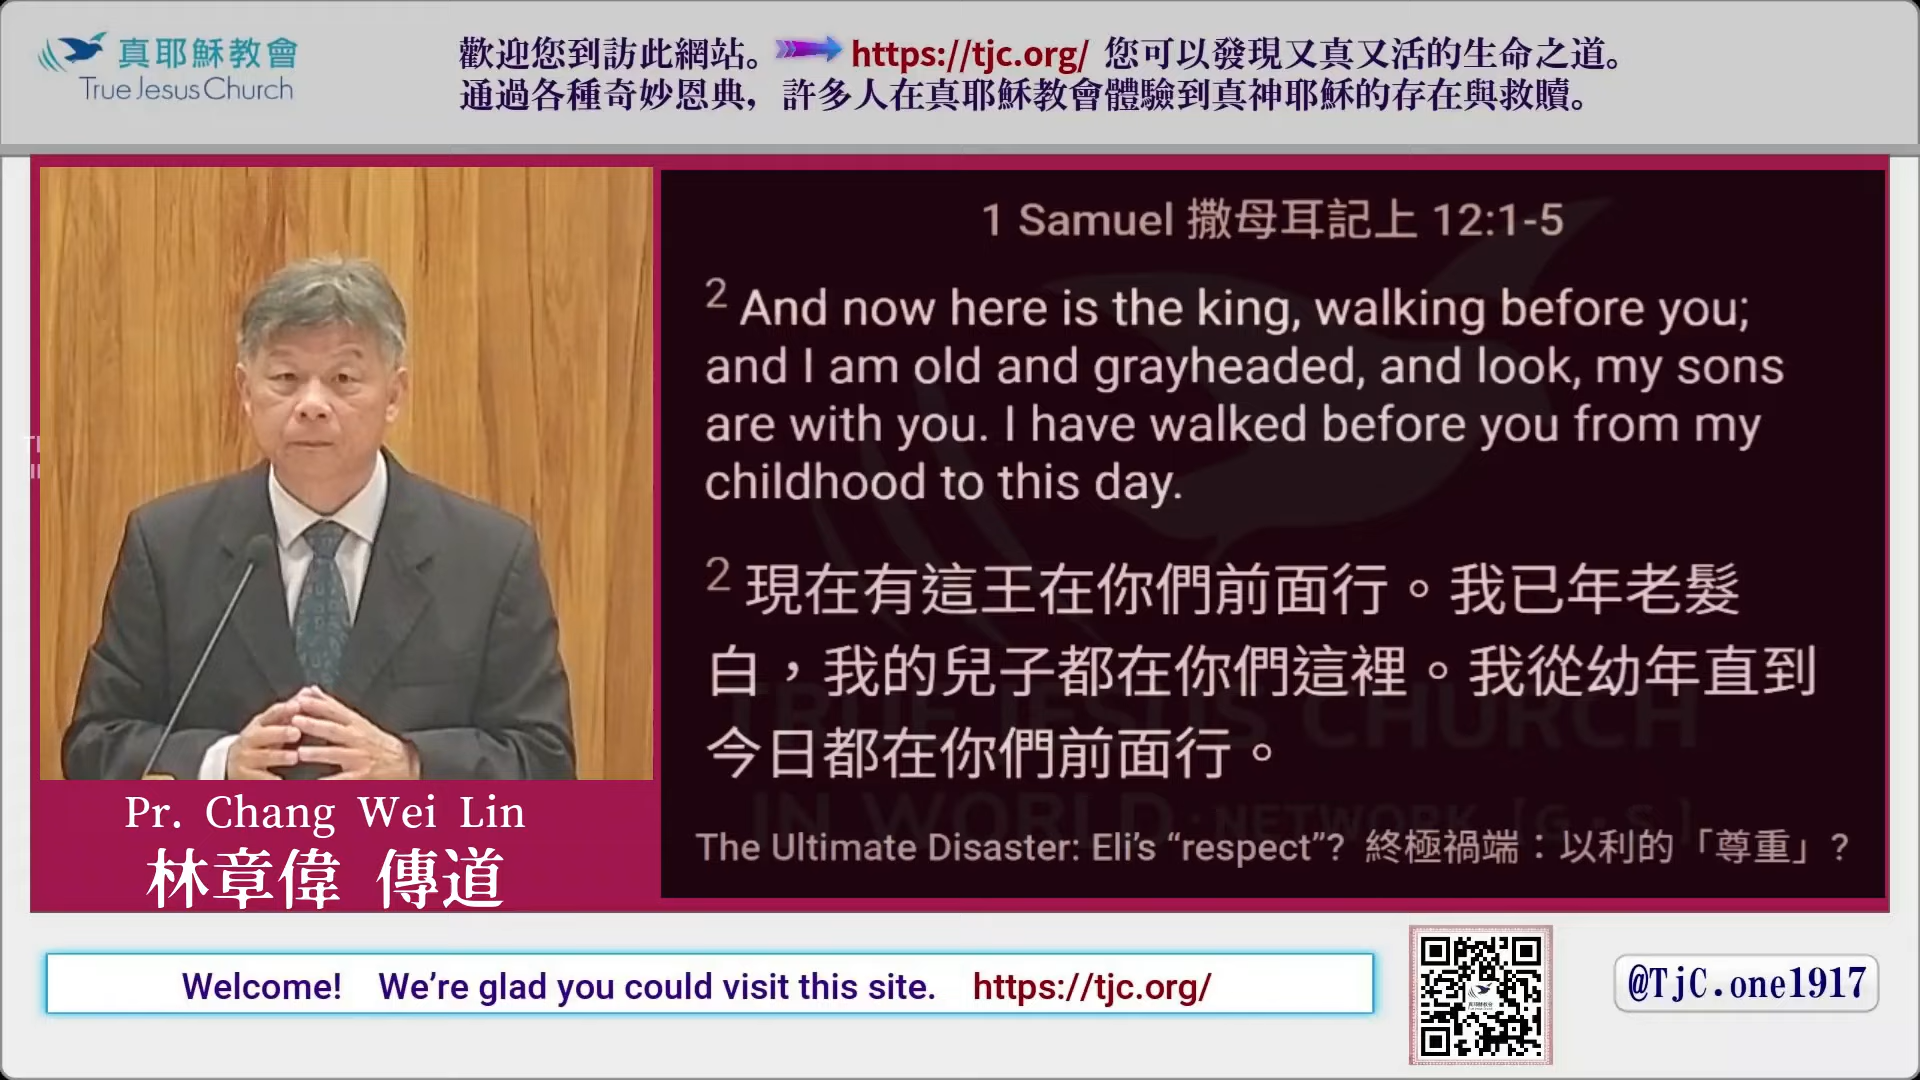 真耶穌教會
True Jesus Church
歡迎您到訪此網站。 https://tjc.org/ 您可以發現又真又活的生命之道。
通過各種奇妙恩典，許多人在真耶穌教會體驗到真神耶穌的存在與救贖。
1 Samuel 撒母耳記上 12:1-5
2 And now here is the king, walking before you;
and I am old and grayheaded, and look, my sons
are with you. I have walked before you from my
childhood to this day.
2 現在有這王在你們前面行。我已年老髮
白，我的兒子都在你們這裡。我從幼年直到
今日都在你們前面行。
TRUE JESUS CHURCH
IN WORLD · NETWORK [G.S]
The Ultimate Disaster: Eli’s “respect”? 終極禍端：以利的「尊重」?
Pr. Chang Wei Lin
林章偉 傳道
Welcome! We’re glad you could visit this site. https://tjc.org/
@TjC.one1917